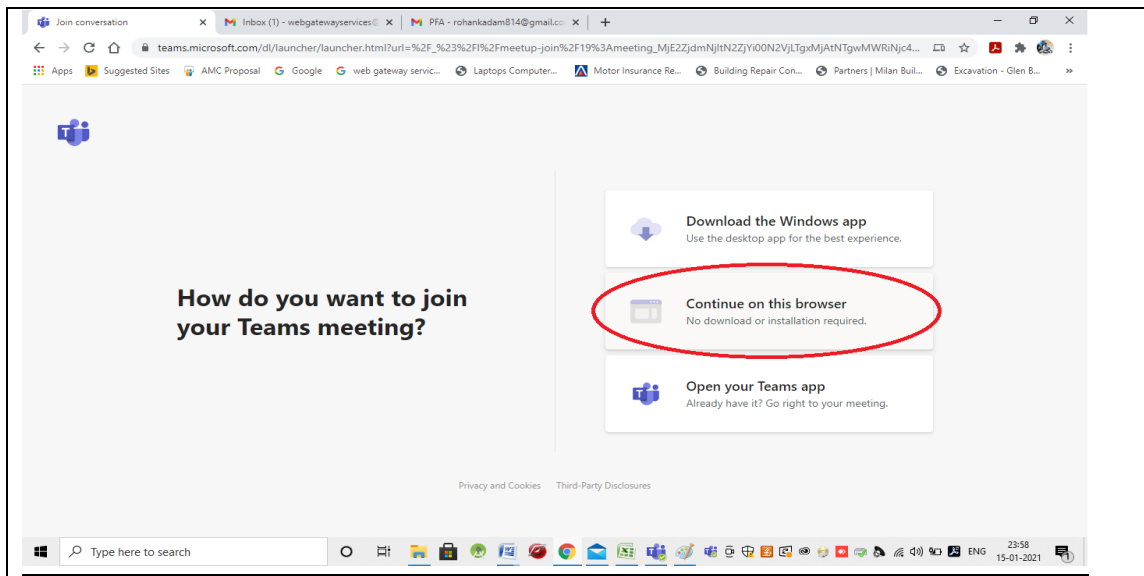 Join conversation
Inbox (1) - webgatewayservices
PFA - rohankadam814@gmail.co
teams.microsoft.com/dl/launcher/launcher.html?url=%2F_%23%2Fl%2Fmeetup-join%2F19%3Ameeting_MjE2ZjdmNjItN2ZjYi00N2VjLTgxMjAtNTgwMWRiNjc4...
Apps
Suggested Sites
AMC Proposal
Google
web gateway servic...
Laptops Computer...
Motor Insurance Re...
Building Repair Con...
Partners | Milan Buil...
Excavation - Glen B...
»
T
Download the Windows app
Use the desktop app for the best experience.
How do you want to join
your Teams meeting?
Continue on this browser
No download or installation required.
T
Open your Teams app
Already have it? Go right to your meeting.
Privacy and Cookies
Third-Party Disclosures
Type here to search
ENG
23:58
15-01-2021